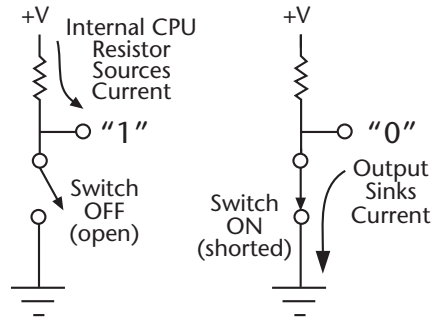 +V
Internal CPU
Resistor
Sources
Current
"1"
Switch
OFF
(open)
+V
"0"
Switch
ON
(shorted)
Output
Sinks
Current